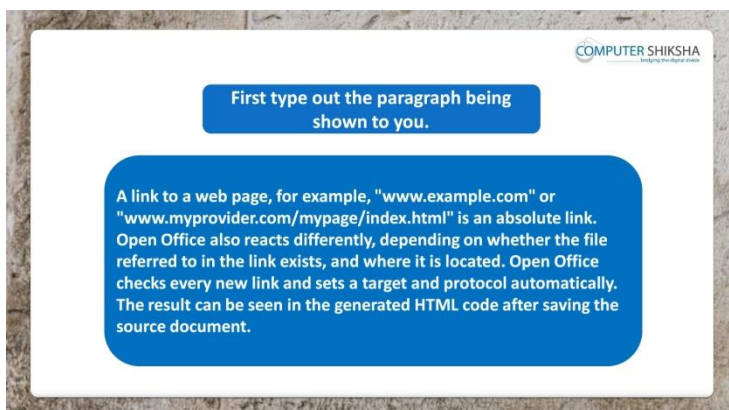 COMPUTER SHIKSHA
bridging the digital divide
First type out the paragraph being
shown to you.
A link to a web page, for example, "www.example.com" or
"www.myprovider.com/mypage/index.html" is an absolute link.
Open Office also reacts differently, depending on whether the file
referred to in the link exists, and where it is located. Open Office
checks every new link and sets a target and protocol automatically.
The result can be seen in the generated HTML code after saving the
source document.